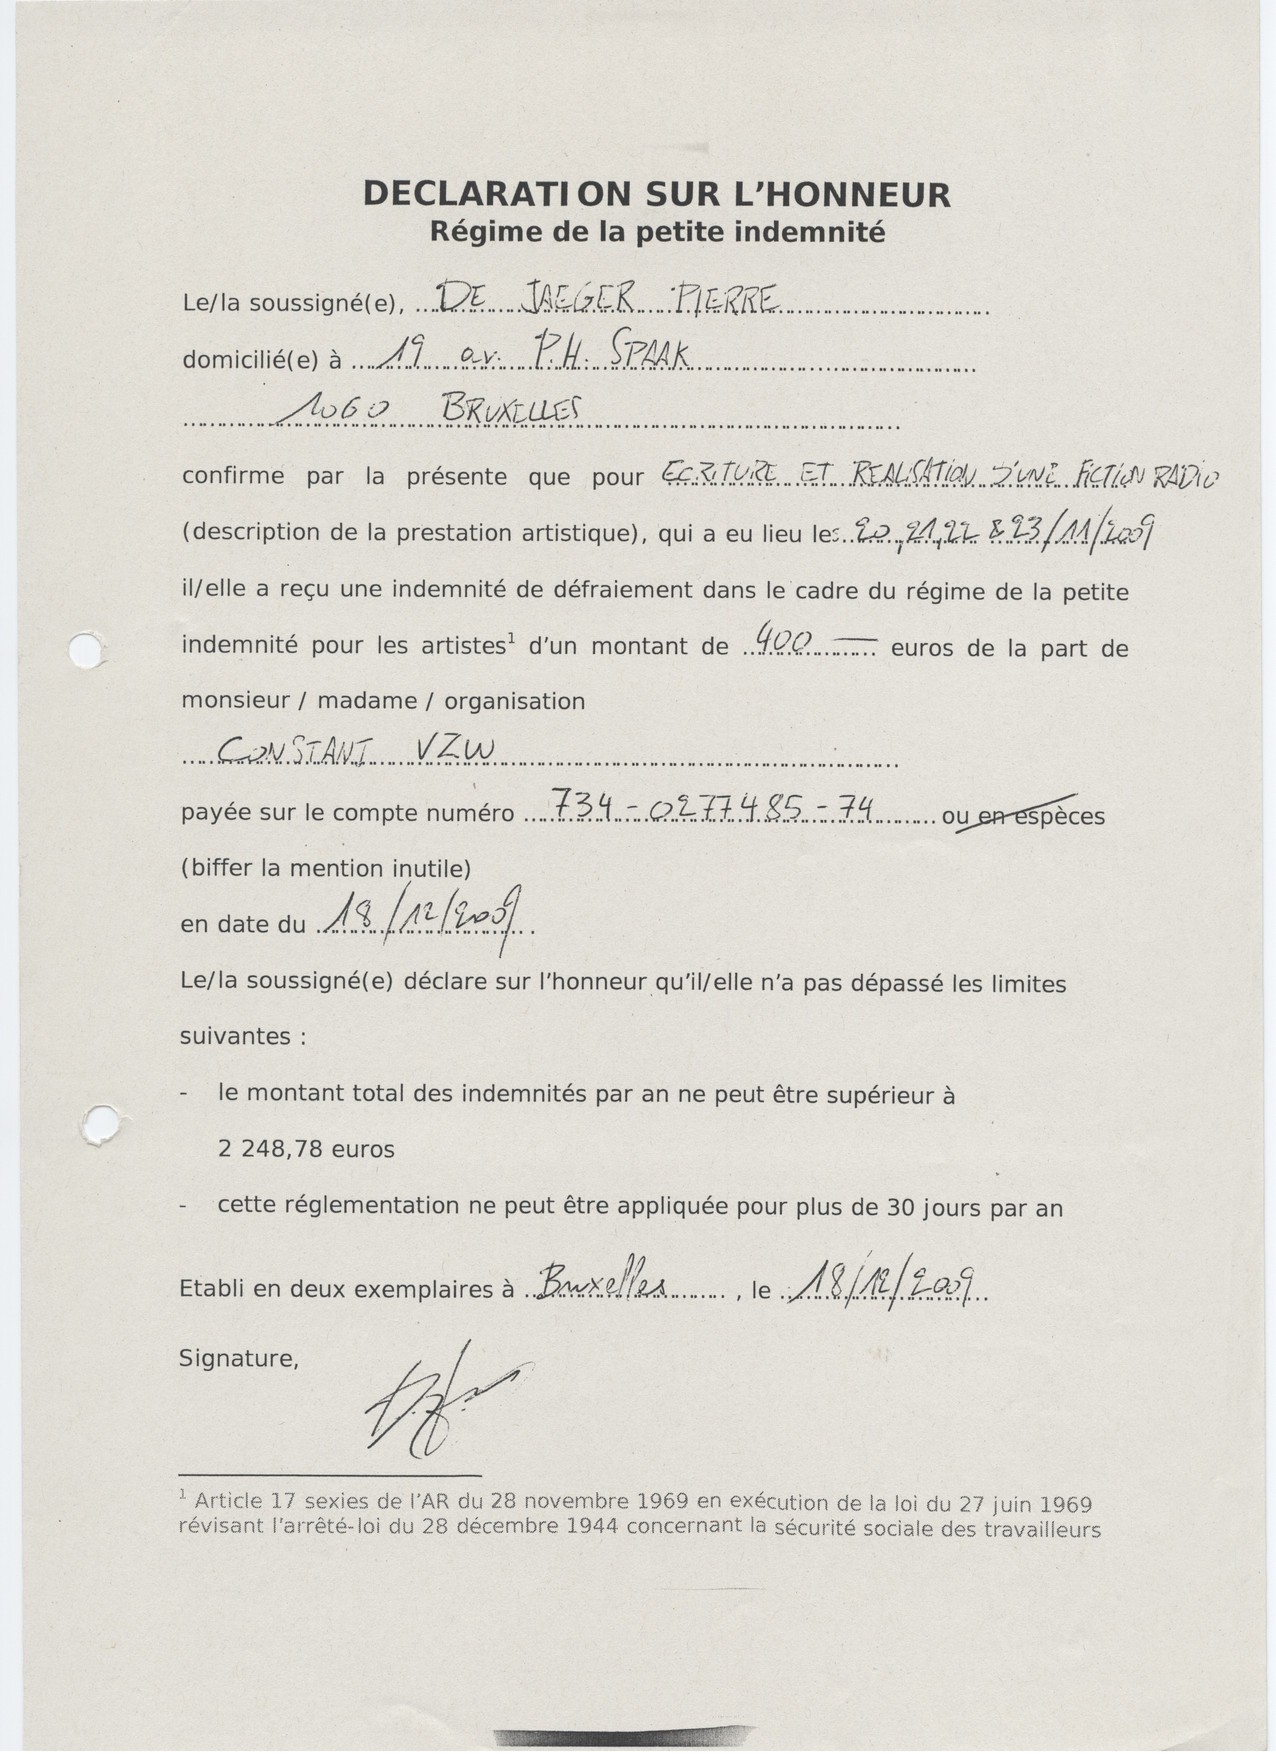 DECLARATION SUR L'HONNEUR
Régime de la petite indemnité
Le/la soussigné(e), DE JAEGER PIERRE
domicilié(e) à 19 av. P.H. SPAAK
1060 BRUXELLES
confirme par la présente que pour ECRITURE ET REALISATION D'UNE FICTION RADIO
(description de la prestation artistique), qui a eu lieu les 20, 21, 22 & 23/11/2009
il/elle a reçu une indemnité de défraiement dans le cadre du régime de la petite
indemnité pour les artistes¹ d'un montant de 400 — euros de la part de
monsieur / madame / organisation
CONSTANT VZW
payée sur le compte numéro 734-0277485-74 ou en espèces
(biffer la mention inutile)
en date du 18/12/2009
Le/la soussigné(e) déclare sur l'honneur qu'il/elle n'a pas dépassé les limites
suivantes :
- le montant total des indemnités par an ne peut être supérieur à
2 248,78 euros
- cette réglementation ne peut être appliquée pour plus de 30 jours par an
Etabli en deux exemplaires à Bruxelles, le 18/12/2009
Signature,
¹ Article 17 sexies de l'AR du 28 novembre 1969 en exécution de la loi du 27 juin 1969
révisant l'arrêté-loi du 28 décembre 1944 concernant la sécurité sociale des travailleurs